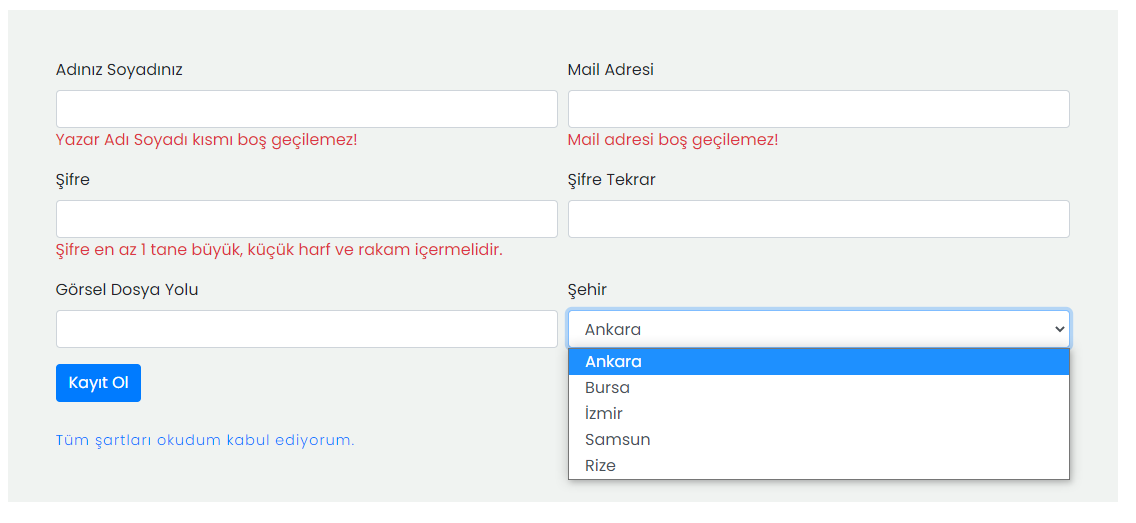 Adınız Soyadınız
Mail Adresi
Yazar Adı Soyadı kısmı boş geçilemez!
Mail adresi boş geçilemez!
Şifre
Şifre Tekrar
Şifre en az 1 tane büyük, küçük harf ve rakam içermelidir.
Görsel Dosya Yolu
Şehir
Ankara
Ankara
Bursa
İzmir
Samsun
Rize
Kayıt Ol
Tüm şartları okudum kabul ediyorum.